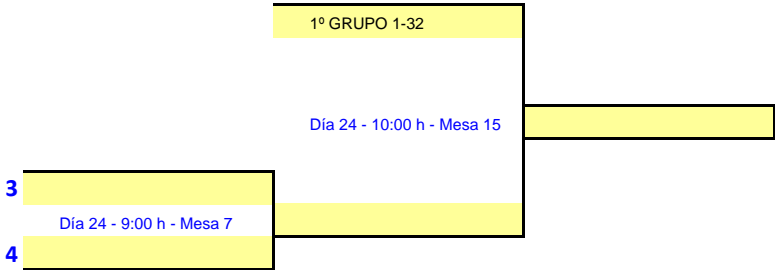 1º GRUPO 1-32
Día 24 - 10:00 h - Mesa 15
3
Día 24 - 9:00 h - Mesa 7
4